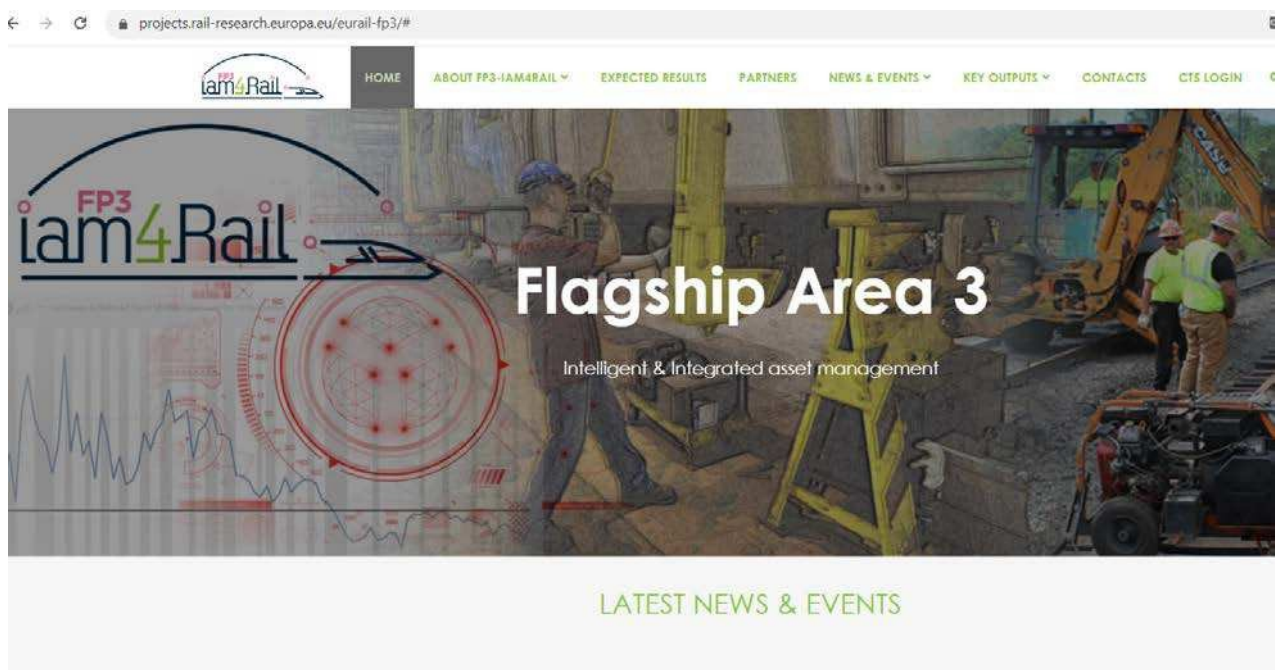 projects.rail-research.europa.eu/eurail-fp3/#
FP3
iam4Rail
HOME
ABOUT FP3-IAM4RAIL
EXPECTED RESULTS
PARTNERS
NEWS & EVENTS
KEY OUTPUTS
CONTACTS
CTS LOGIN
FP3
iam4Rail
CASE
Flagship Area 3
Intelligent & Integrated asset management
LATEST NEWS & EVENTS